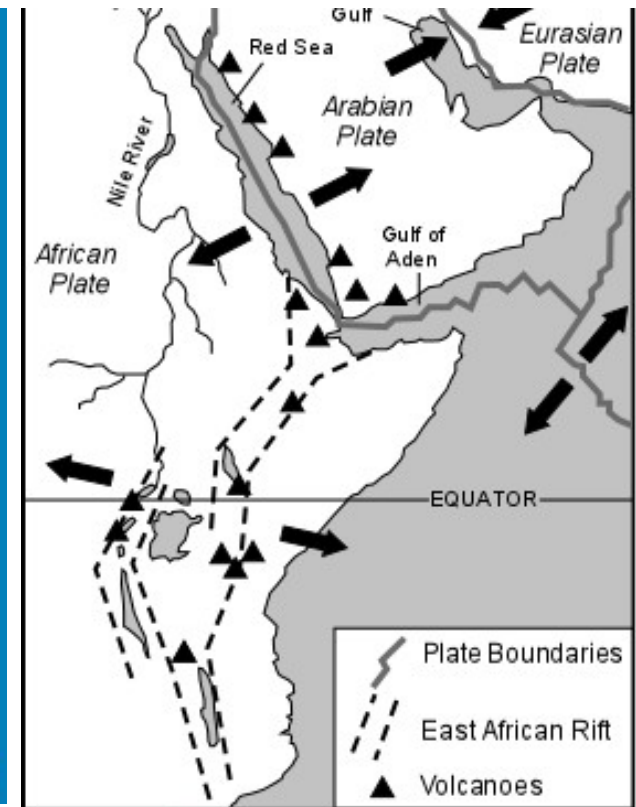 Gulf
Eurasian
Plate
Red Sea
Arabian
Plate
Nile River
African
Plate
Gulf of
Aden
EQUATOR
Plate Boundaries
East African Rift
Volcanoes